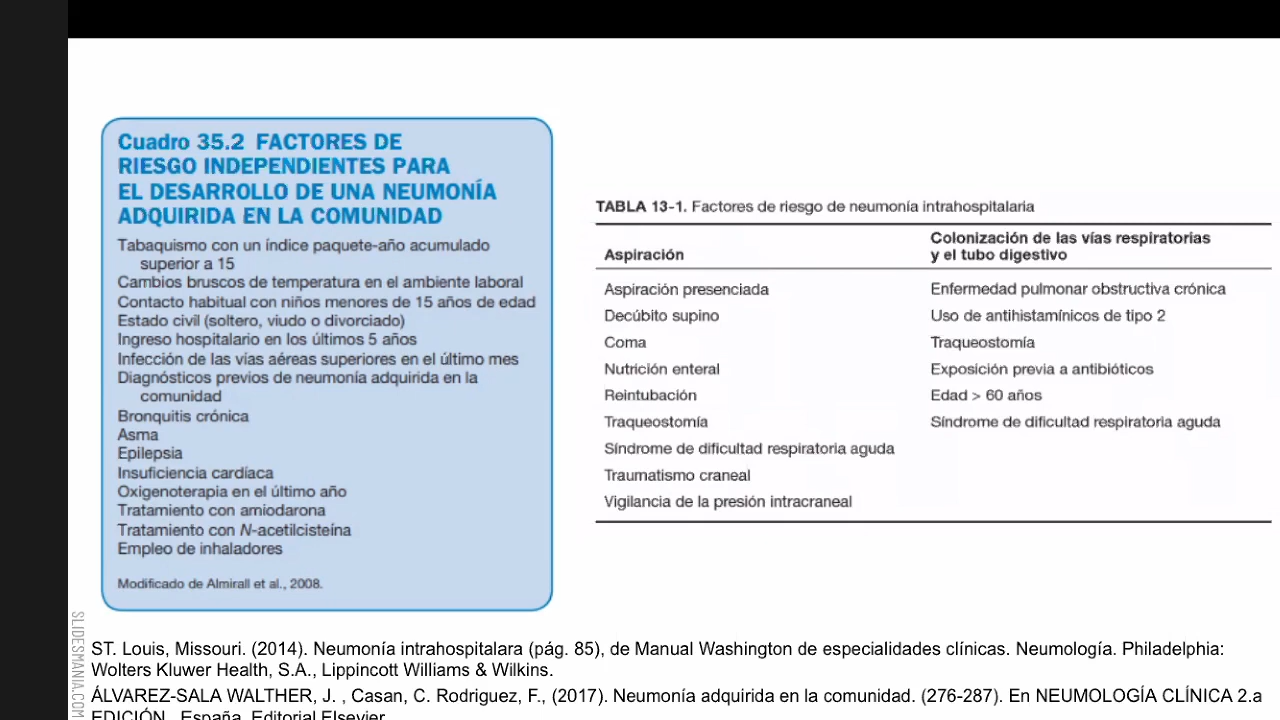 Cuadro 35.2 FACTORES DE
RIESGO INDEPENDIENTES PARA
EL DESARROLLO DE UNA NEUMONÍA
ADQUIRIDA EN LA COMUNIDAD
Tabaquismo con un índice paquete-año acumulado
superior a 15
Cambios bruscos de temperatura en el ambiente laboral
Contacto habitual con niños menores de 15 años de edad
Estado civil (soltero, viudo o divorciado)
Ingreso hospitalario en los últimos 5 años
Infección de las vías aéreas superiores en el último mes
Diagnósticos previos de neumonía adquirida en la
comunidad
Bronquitis crónica
Asma
Epilepsia
Insuficiencia cardíaca
Oxigenoterapia en el último año
Tratamiento con amiodarona
Tratamiento con N-acetilcisteína
Empleo de inhaladores
Modificado de Almirall et al., 2008.
TABLA 13-1. Factores de riesgo de neumonía intrahospitalaria
Aspiración
Colonización de las vías respiratorias
y el tubo digestivo
Aspiración presenciada
Enfermedad pulmonar obstructiva crónica
Decúbito supino
Uso de antihistamínicos de tipo 2
Coma
Traqueostomía
Nutrición enteral
Exposición previa a antibióticos
Reintubación
Edad > 60 años
Traqueostomía
Síndrome de dificultad respiratoria aguda
Síndrome de dificultad respiratoria aguda
Traumatismo craneal
Vigilancia de la presión intracraneal
SLIDESMANIA.COM
ST. Louis, Missouri. (2014). Neumonía intrahospitalara (pág. 85), de Manual Washington de especialidades clínicas. Neumología. Philadelphia:
Wolters Kluwer Health, S.A., Lippincott Williams & Wilkins.
ÁLVAREZ-SALA WALTHER, J. , Casan, C. Rodriguez, F., (2017). Neumonía adquirida en la comunidad. (276-287). En NEUMOLOGÍA CLÍNICA 2.a
EDICIÓN , España, Editorial Elsevier